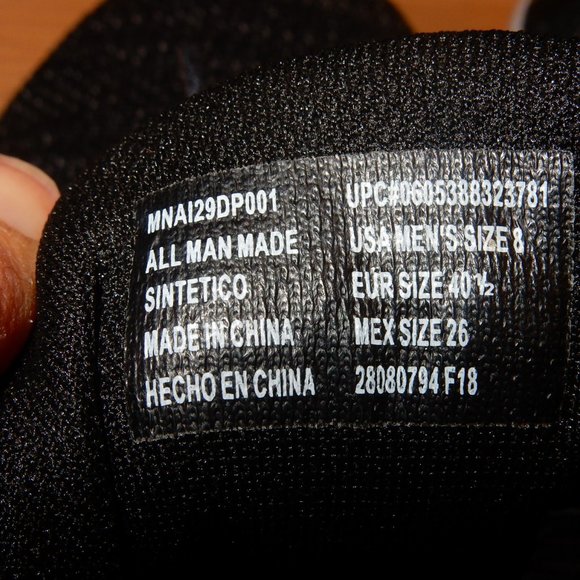 MNAI29DP001
ALL MAN MADE
SINTETICO
MADE IN CHINA
HECHO EN CHINA
UPC#0605388323781
USA MEN'S SIZE 8
EUR SIZE 40 ½
MEX SIZE 26
28080794 F18